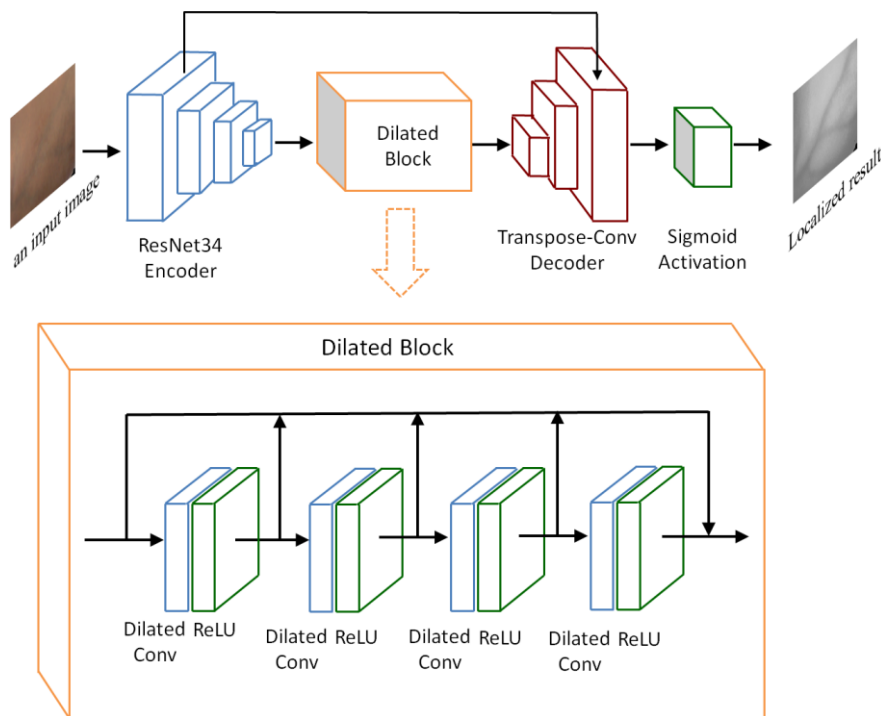 an input image
ResNet34
Encoder
Dilated
Block
Transpose-Conv
Decoder
Sigmoid
Activation
Localized result
Dilated Block
Dilated ReLU
Conv
Dilated ReLU
Conv
Dilated ReLU
Conv
Dilated ReLU
Conv